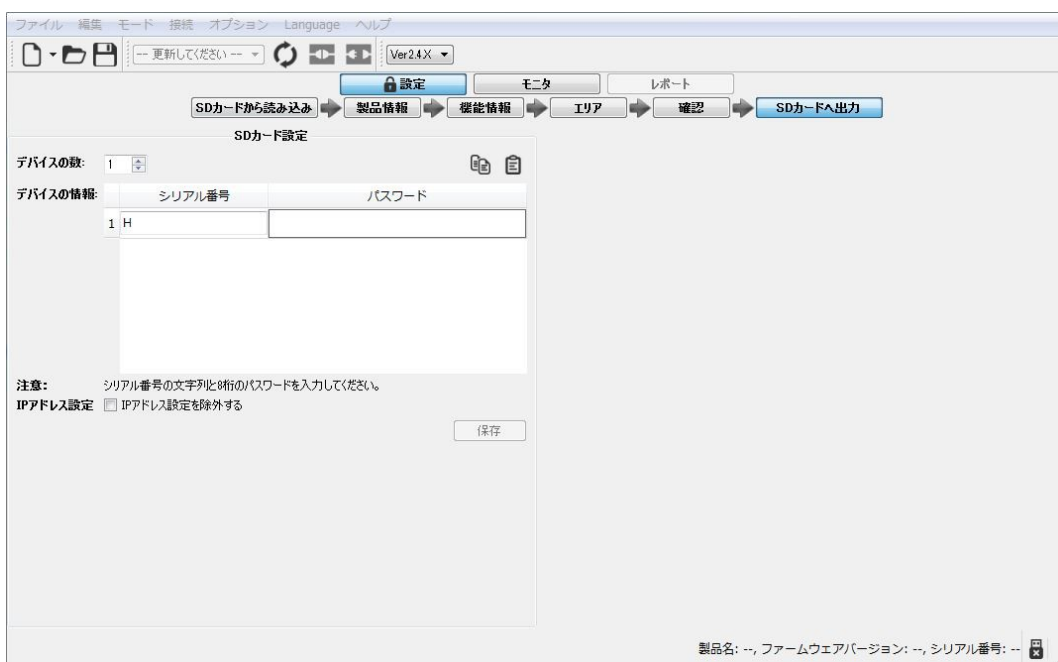 ファイル 編集 モード 接続 オプション Language ヘルプ
-- 更新してください -- Ver2.4.X
設定 モニタ レポート
SDカードから読み込み 製品情報 機能情報 エリア 確認 SDカードへ出力
SDカード設定
デバイスの数: 1
デバイスの情報: シリアル番号 パスワード
1 H
注意: シリアル番号の文字列と8桁のパスワードを入力してください。
IPアドレス設定 IPアドレス設定を除外する
保存
製品名: --, ファームウェアバージョン: --, シリアル番号: --